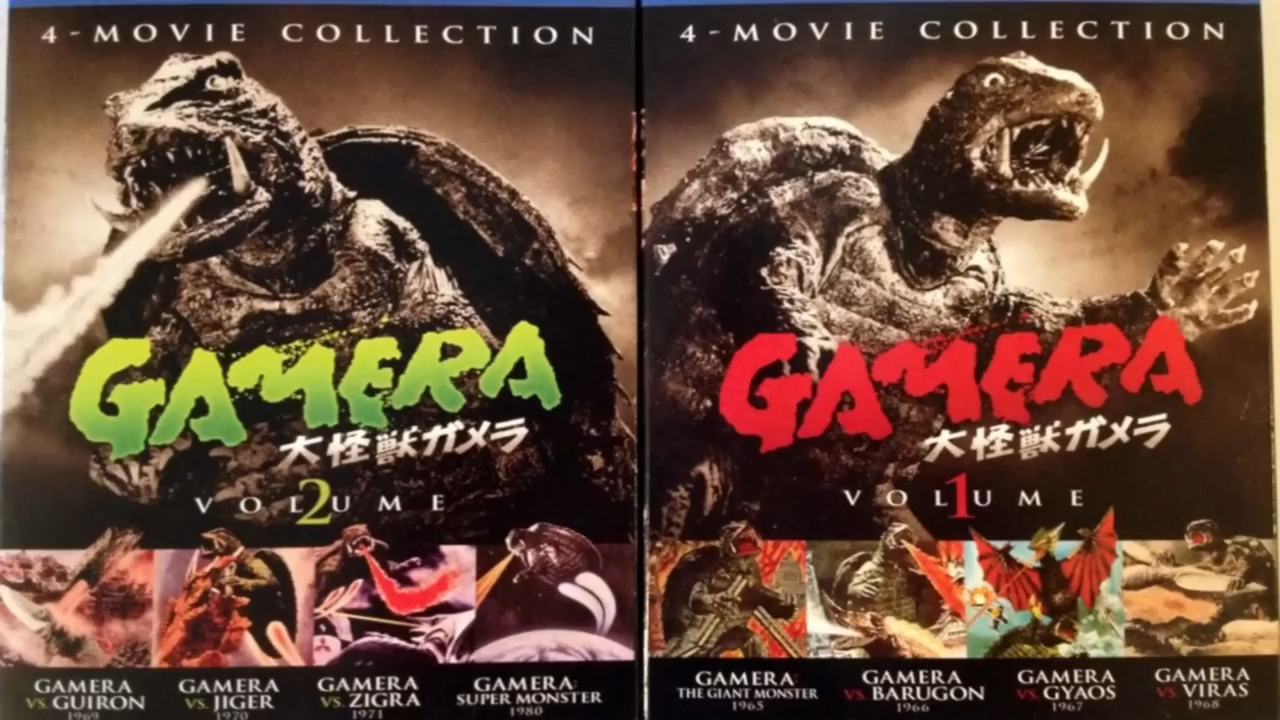 4-MOVIE COLLECTION
GAMERA
大怪獣ガメラ
VOLUME 2
GAMERA VS. GUIRON 1969
GAMERA VS. JIGER 1970
GAMERA VS. ZIGRA 1971
GAMERA: SUPER MONSTER 1980
4-MOVIE COLLECTION
GAMERA
大怪獣ガメラ
VOLUME 1
GAMERA: THE GIANT MONSTER 1965
GAMERA VS. BARUGON 1966
GAMERA VS. GYAOS 1967
GAMERA VS. VIRAS 1968